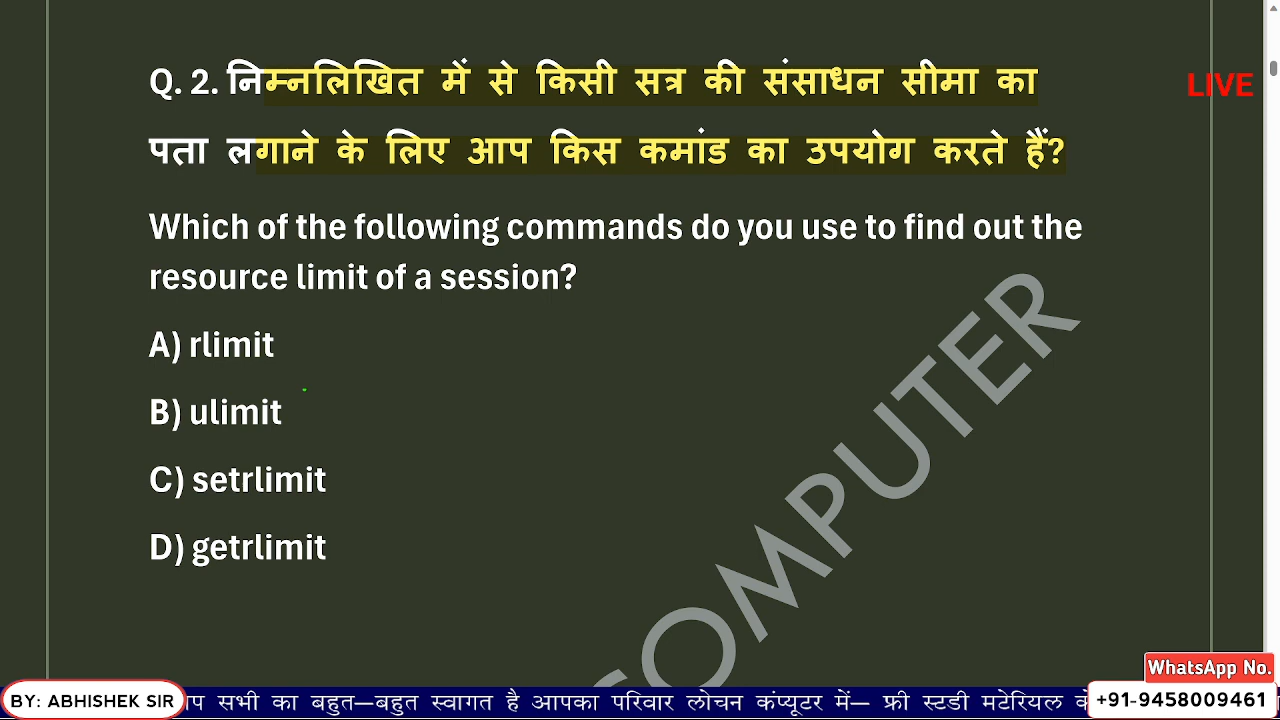 Q. 2. निम्नलिखित में से किसी सत्र की संसाधन सीमा का
LIVE
पता लगाने के लिए आप किस कमांड का उपयोग करते हैं?
Which of the following commands do you use to find out the
resource limit of a session?
A) rlimit
B) ulimit
C) setrlimit
D) getrlimit
COMPUTER
WhatsApp No.
BY: ABHISHEK SIR
सभी का बहुत—बहुत स्वागत है आपका परिवार लोचन कंप्यूटर में— फ्री स्टडी मटेरियल
+91-9458009461